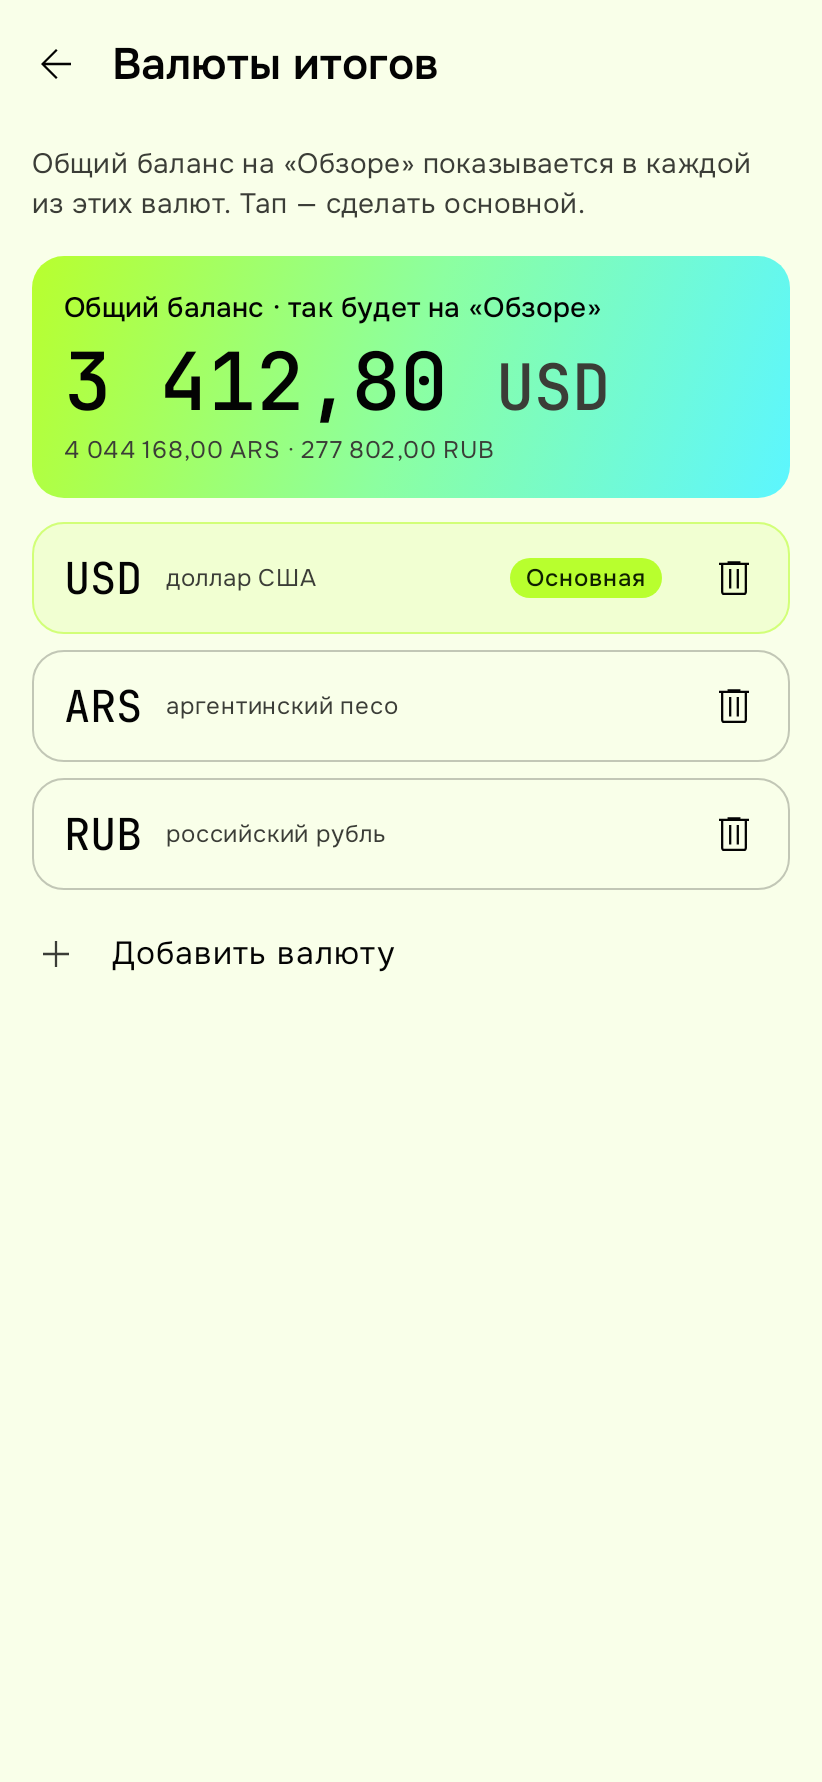 Валюты итогов
Общий баланс на «Обзоре» показывается в каждой
из этих валют. Тап — сделать основной.
Общий баланс · так будет на «Обзоре»
3 412,80 USD
4 044 168,00 ARS · 277 802,00 RUB
USD доллар США Основная
ARS аргентинский песо
RUB российский рубль
Добавить валюту